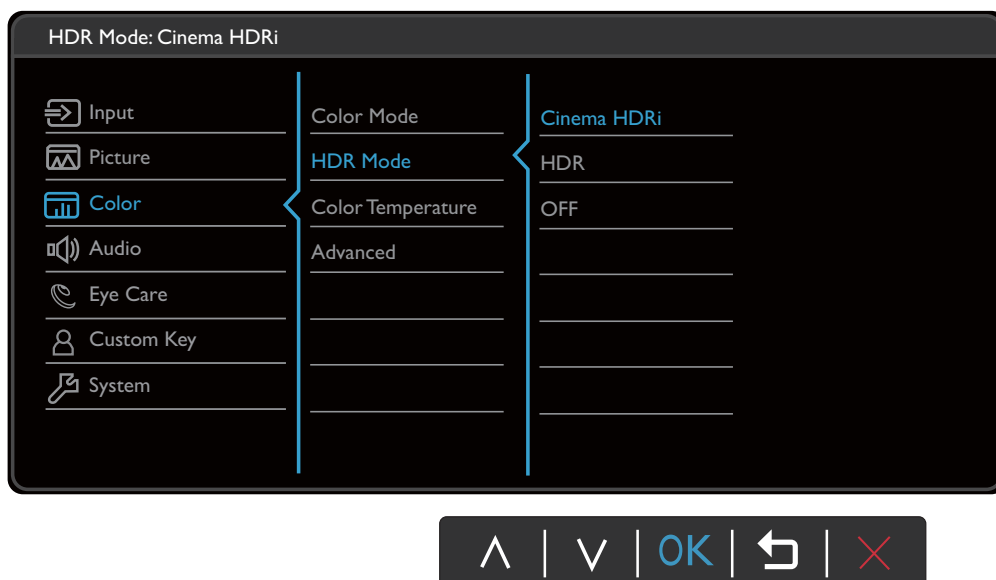 HDR Mode: Cinema HDRi
Input
Picture
Color
Audio
Eye Care
Custom Key
System
Color Mode
HDR Mode
Color Temperature
Advanced
Cinema HDRi
HDR
OFF
OK